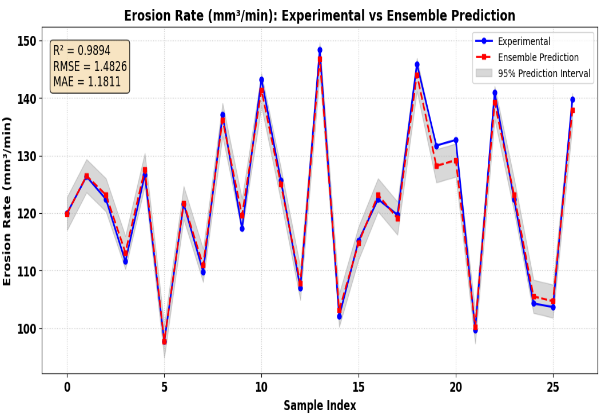 Erosion Rate (mm³/min): Experimental vs Ensemble Prediction
R² = 0.9894
RMSE = 1.4826
MAE = 1.1811
Experimental
Ensemble Prediction
95% Prediction Interval
Erosion Rate (mm³/min)
150
140
130
120
110
100
0 5 10 15 20 25
Sample Index